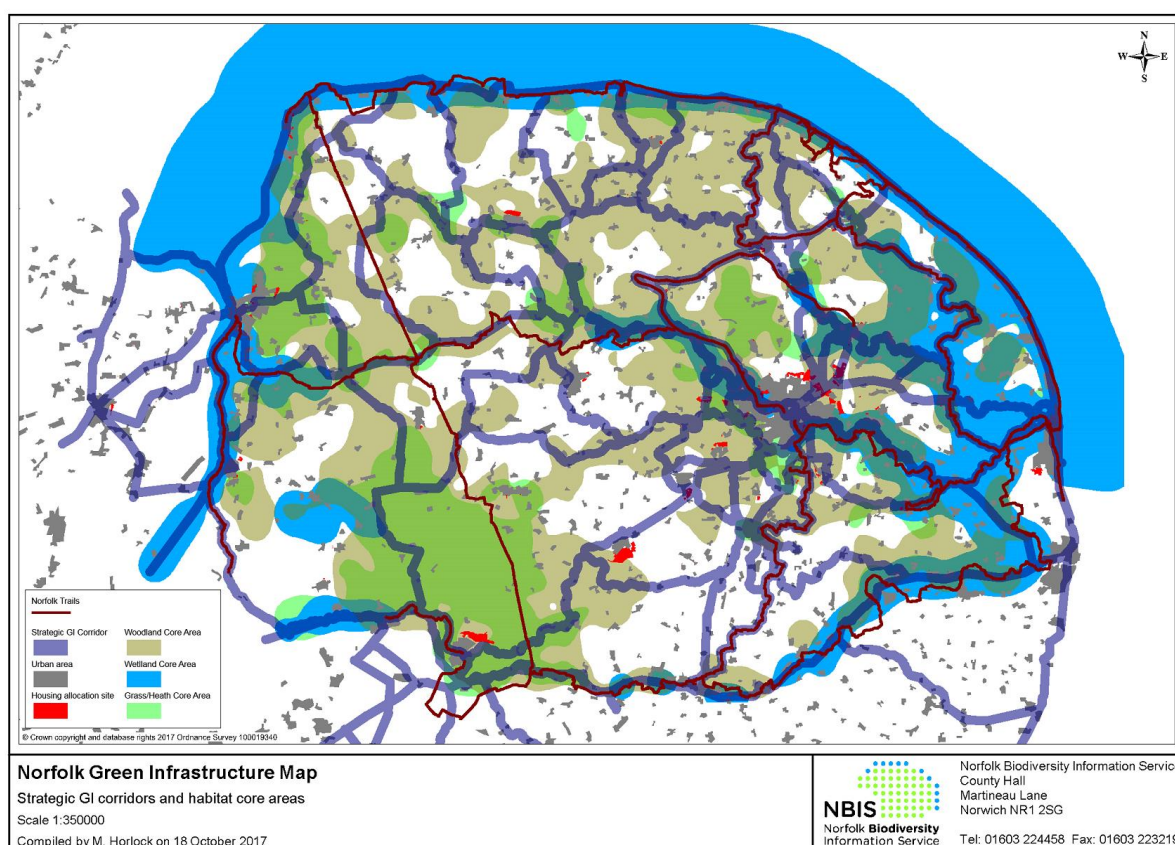 N
W E
S
Norfolk Trails
Strategic GI Corridor
Woodland Core Area
Urban area
Wetland Core Area
Housing allocation site
Grass/Heath Core Area
© Crown copyright and database rights 2017 Ordnance Survey 100019346
Norfolk Green Infrastructure Map
Strategic GI corridors and habitat core areas
Scale 1:350000
Compiled by M. Horlock on 18 October 2017
NBIS
Norfolk Biodiversity
Information Service
Norfolk Biodiversity Information Service
County Hall
Martineau Lane
Norwich NR1 2SG
Tel: 01603 224458 Fax: 01603 223219